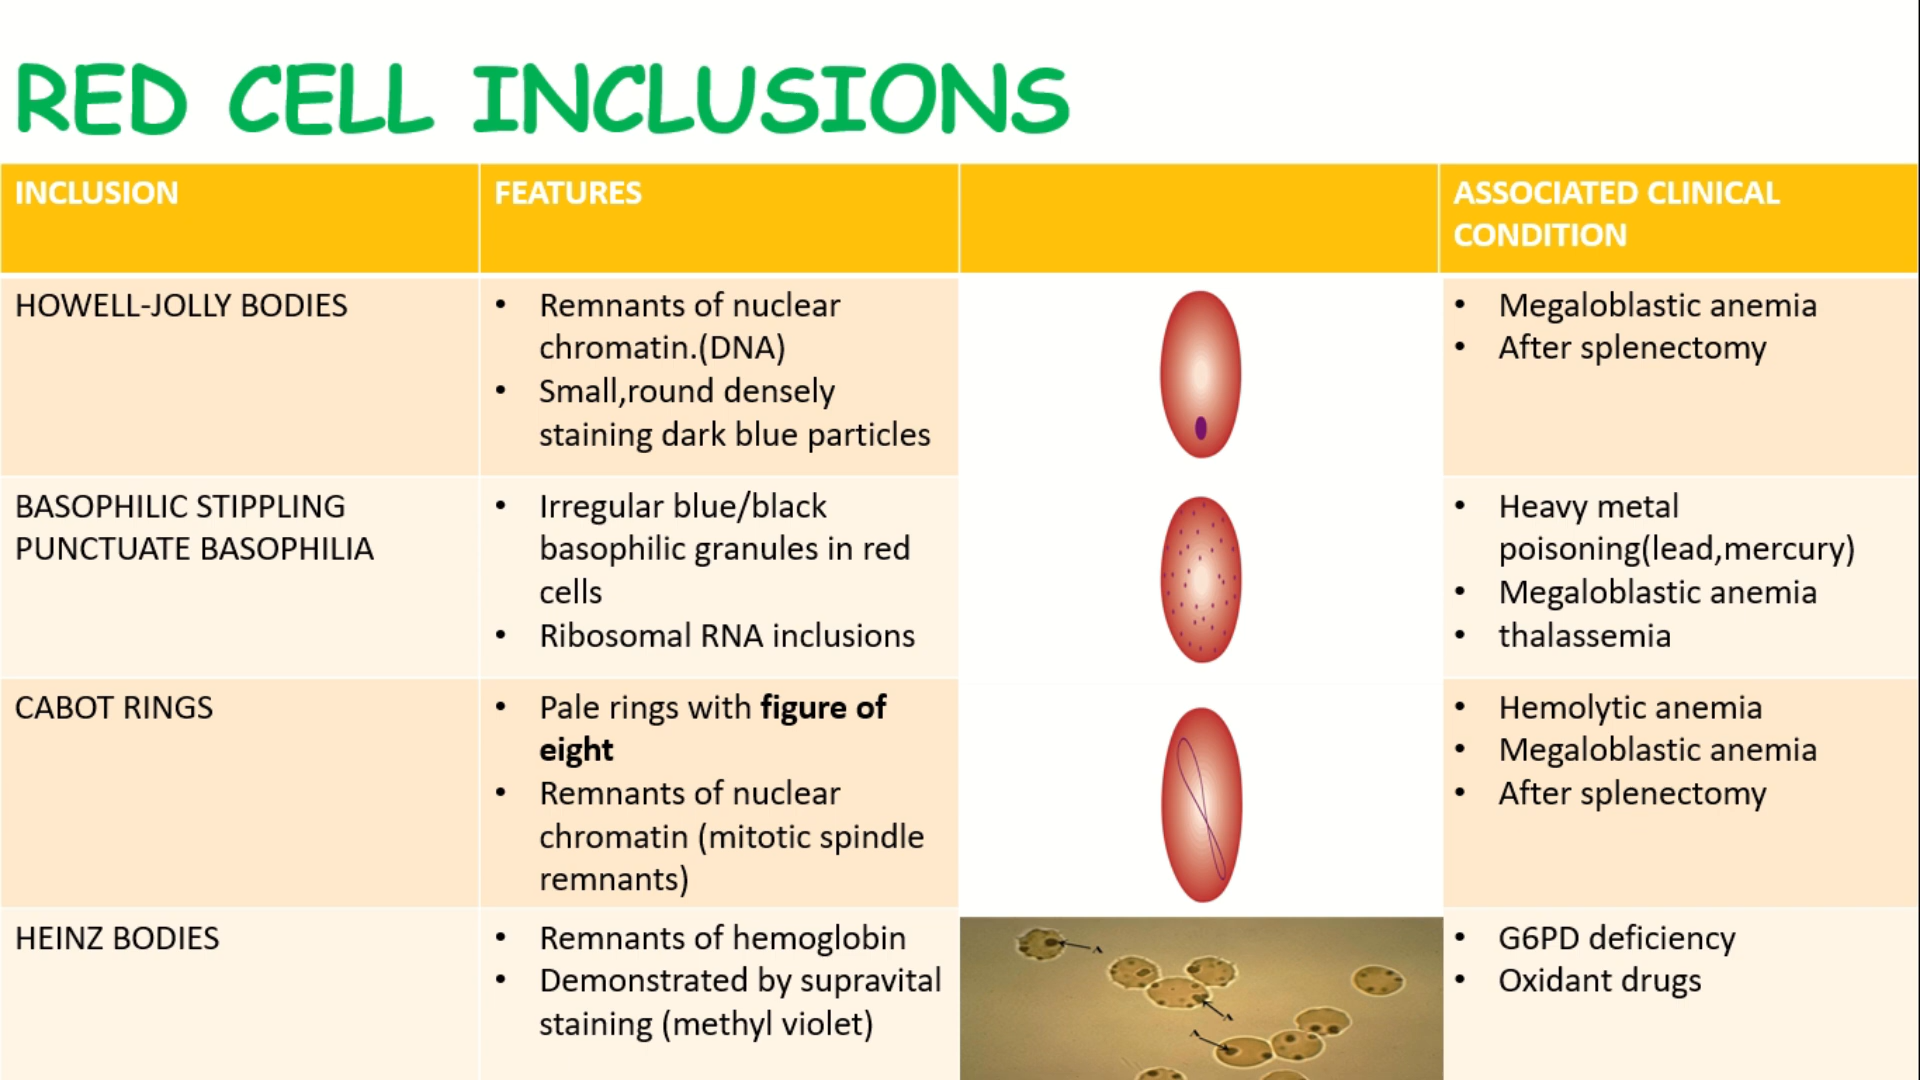 RED CELL INCLUSIONS
INCLUSION
FEATURES
ASSOCIATED CLINICAL
CONDITION
HOWELL-JOLLY BODIES
• Remnants of nuclear
chromatin.(DNA)
• Small,round densely
staining dark blue particles
• Megaloblastic anemia
• After splenectomy
BASOPHILIC STIPPLING
PUNCTUATE BASOPHILIA
• Irregular blue/black
basophilic granules in red
cells
• Ribosomal RNA inclusions
• Heavy metal
poisoning(lead,mercury)
• Megaloblastic anemia
• thalassemia
CABOT RINGS
• Pale rings with figure of
eight
• Remnants of nuclear
chromatin (mitotic spindle
remnants)
• Hemolytic anemia
• Megaloblastic anemia
• After splenectomy
HEINZ BODIES
• Remnants of hemoglobin
• Demonstrated by supravital
staining (methyl violet)
A
A
A
• G6PD deficiency
• Oxidant drugs